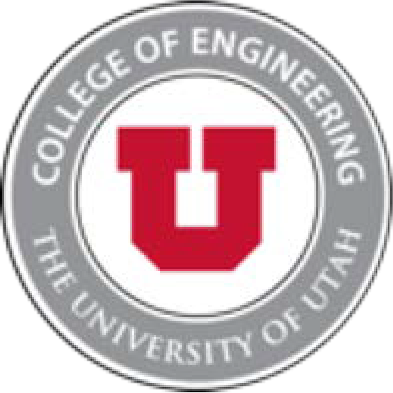 COLLEGE OF ENGINEERING
U
THE UNIVERSITY OF UTAH